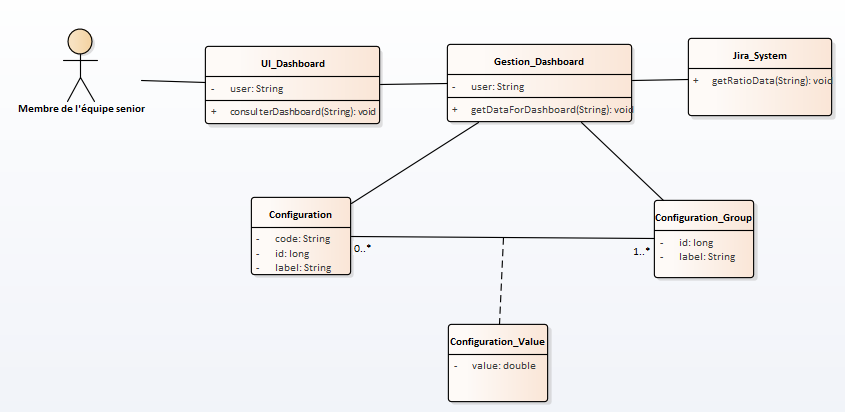 Membre de l'équipe senior
UI_Dashboard
- user: String
+ consulterDashboard(String): void
Gestion_Dashboard
- user: String
+ getDataForDashboard(String): void
Jira_System
+ getRatioData(String): void
Configuration
- code: String
- id: long
- label: String
0..*
1..*
Configuration_Group
- id: long
- label: String
Configuration_Value
- value: double